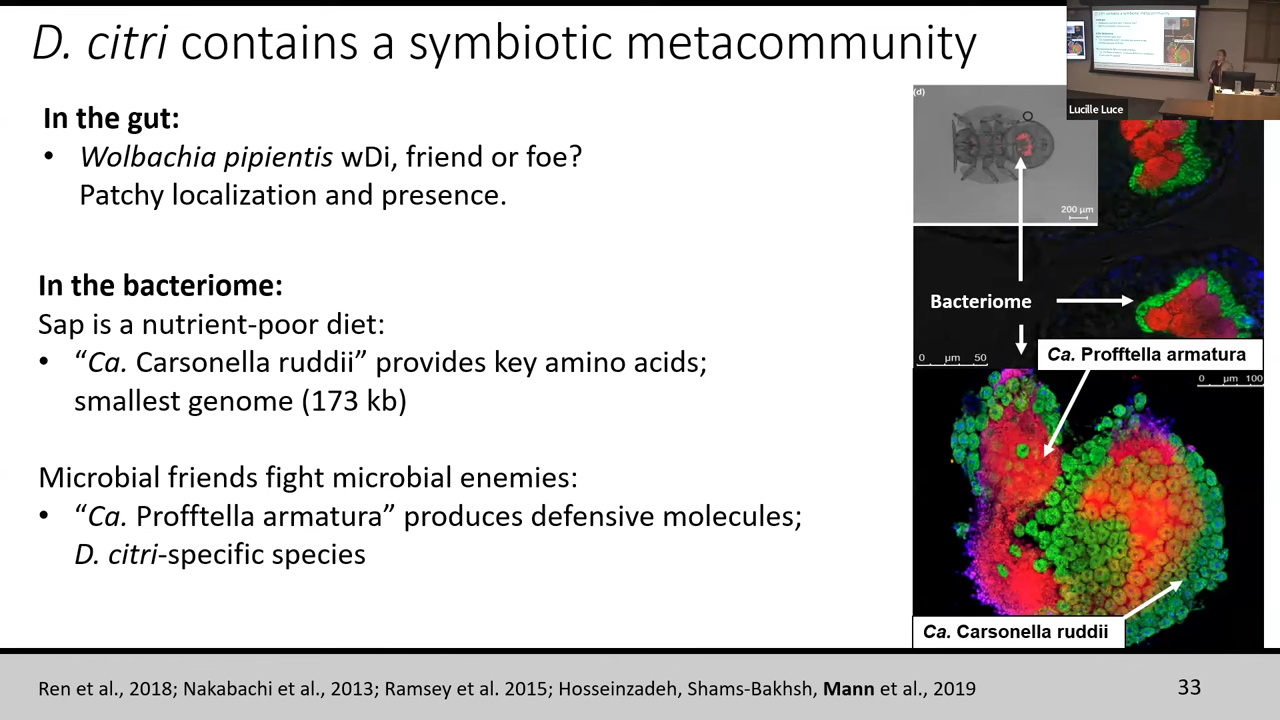 D. citri contains a symbiotic metacommunity
In the gut:
• Wolbachia pipientis wDi, friend or foe?
Patchy localization and presence.
In the bacteriome:
Sap is a nutrient-poor diet:
• “Ca. Carsonella ruddii” provides key amino acids;
smallest genome (173 kb)
Microbial friends fight microbial enemies:
• “Ca. Profftella armatura” produces defensive molecules;
D. citri-specific species
Lucille Luce
(d)
200 µm
Bacteriome
0 µm 50
Ca. Profftella armatura
0 µm 100
Ca. Carsonella ruddii
Ren et al., 2018; Nakabachi et al., 2013; Ramsey et al. 2015; Hosseinzadeh, Shams-Bakhsh, Mann et al., 2019
33